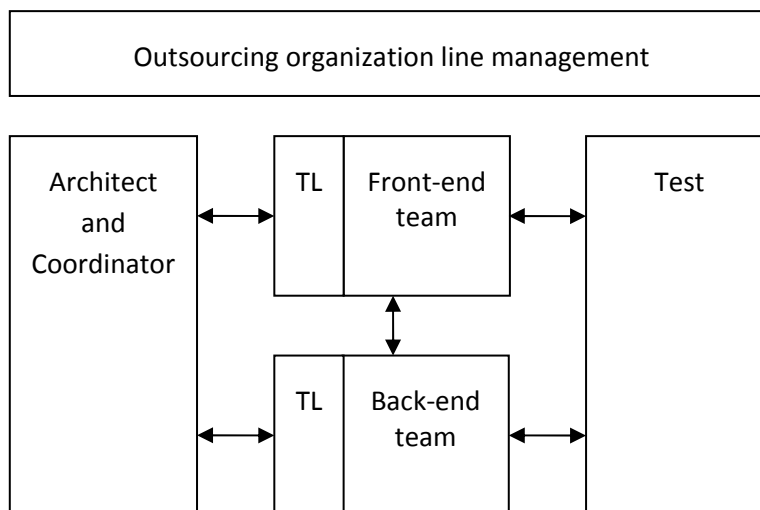 Outsourcing organization line management
Architect
and
Coordinator
TL
Front-end
team
Test
TL
Back-end
team